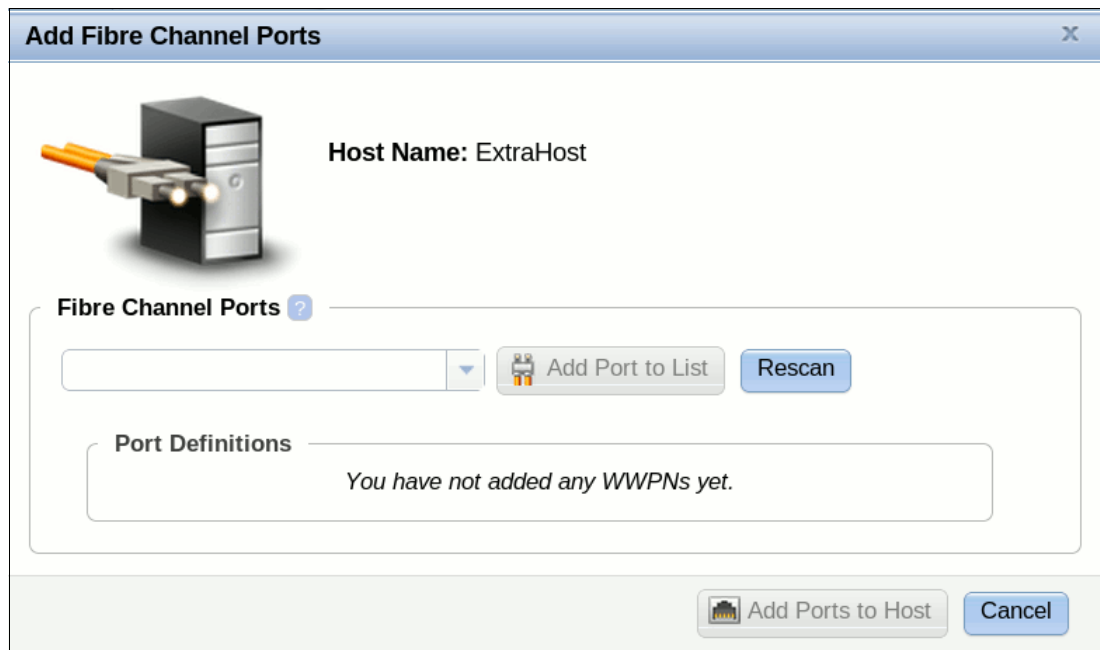 Add Fibre Channel Ports x
Host Name: ExtraHost
Fibre Channel Ports ?
Add Port to List Rescan
Port Definitions
You have not added any WWPNs yet.
Add Ports to Host Cancel